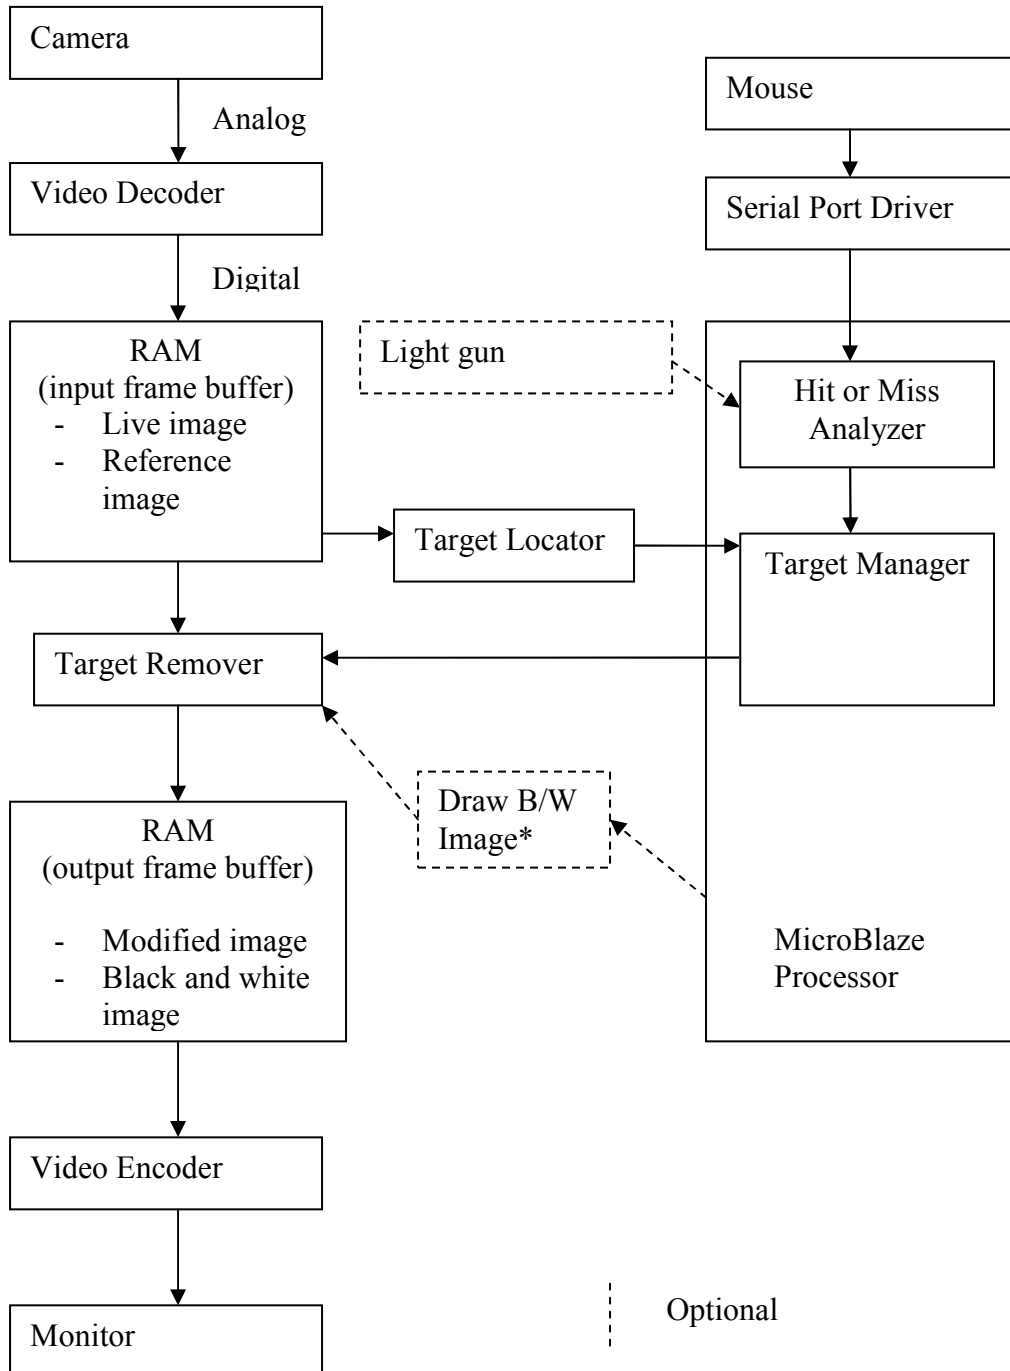 Camera
Analog
Video Decoder
Digital
RAM
(input frame buffer)
- Live image
- Reference
image
Target Remover
RAM
(output frame buffer)
- Modified image
- Black and white
image
Video Encoder
Monitor
Mouse
Serial Port Driver
Light gun
Hit or Miss
Analyzer
Target Locator
Target Manager
Draw B/W
Image*
MicroBlaze
Processor
Optional